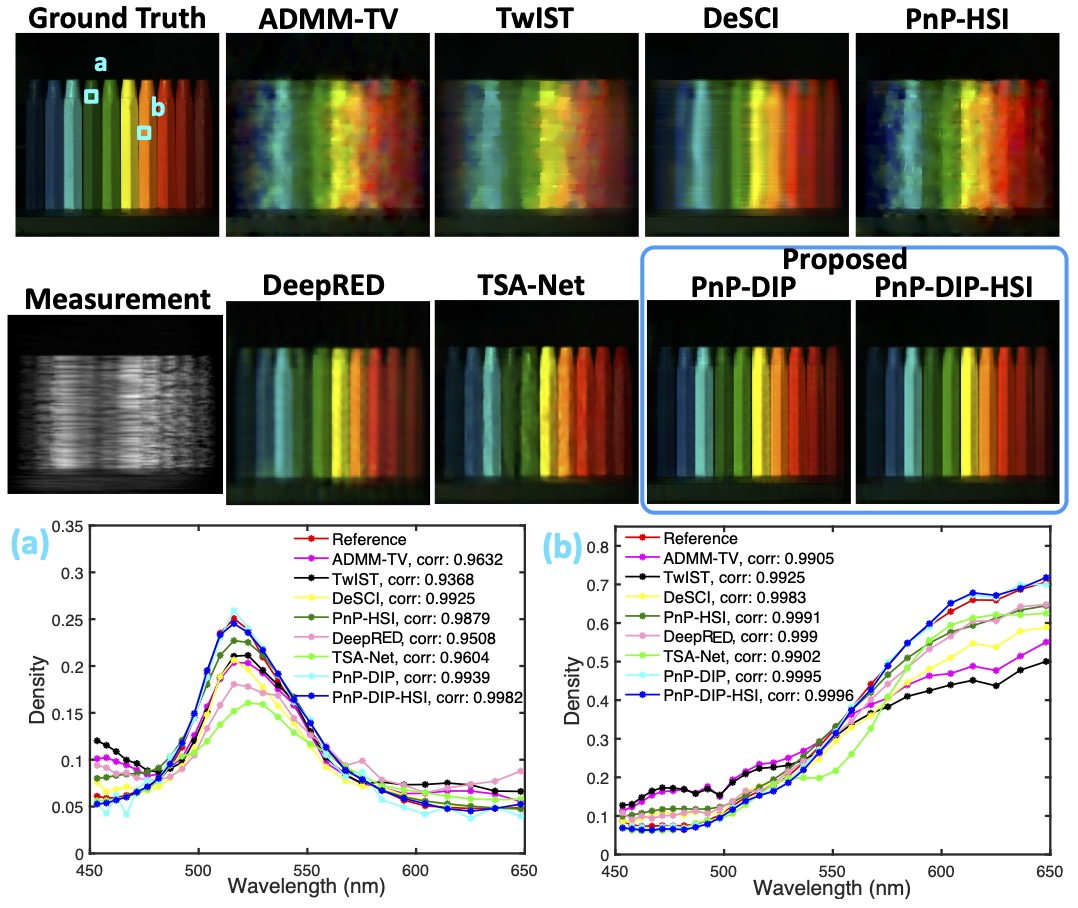 Ground Truth
ADMM-TV
TwIST
DeSCI
PnP-HSI
a
b
Measurement
DeepRED
TSA-Net
Proposed
PnP-DIP
PnP-DIP-HSI
(a)
0.35
0.3
0.25
0.2
0.15
0.1
0.05
0
Density
450
500
550
600
650
Wavelength (nm)
Reference
ADMM-TV, corr: 0.9632
TwIST, corr: 0.9368
DeSCI, corr: 0.9925
PnP-HSI, corr: 0.9879
DeepRED, corr: 0.9508
TSA-Net, corr: 0.9604
PnP-DIP, corr: 0.9939
PnP-DIP-HSI, corr: 0.9982
(b)
0.8
0.7
0.6
0.5
0.4
0.3
0.2
0.1
0
Density
450
500
550
600
650
Wavelength (nm)
Reference
ADMM-TV, corr: 0.9905
TwIST, corr: 0.9925
DeSCI, corr: 0.9983
PnP-HSI, corr: 0.9991
DeepRED, corr: 0.999
TSA-Net, corr: 0.9902
PnP-DIP, corr: 0.9995
PnP-DIP-HSI, corr: 0.9996